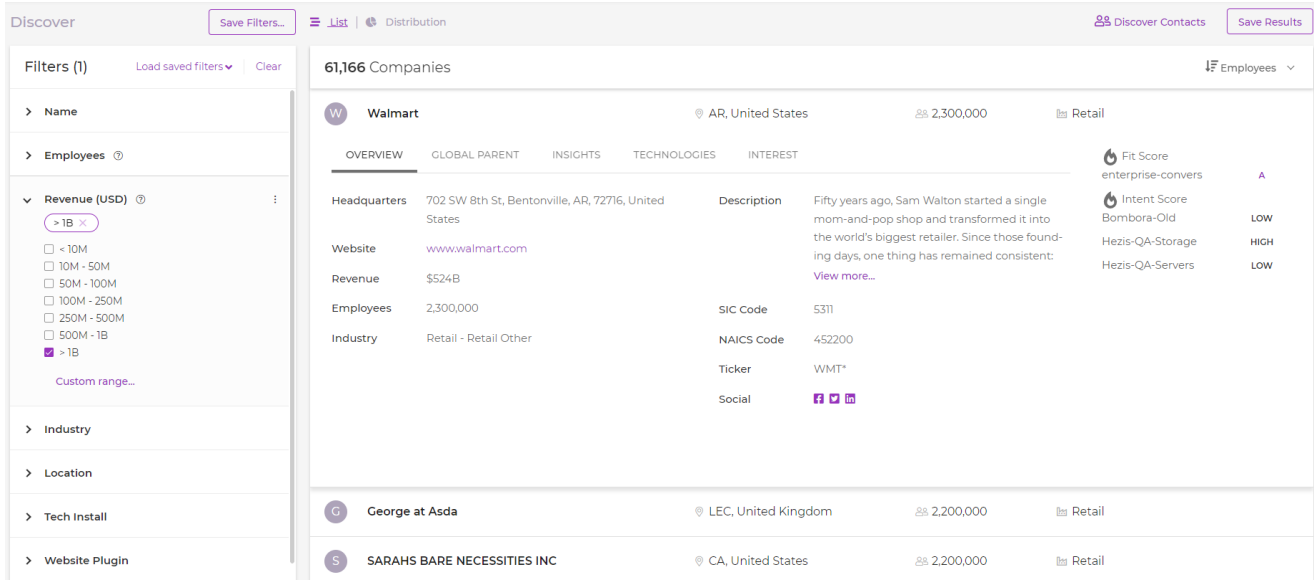 Discover
Save Filters...
List
Distribution
Discover Contacts
Save Results
Filters (1)
Load saved filters
Clear
Name
Employees
Revenue (USD)
> 1B ×
< 10M
10M - 50M
50M - 100M
100M - 250M
250M - 500M
500M - 1B
> 1B
Custom range...
Industry
Location
Tech Install
Website Plugin
61,166 Companies
Employees
W Walmart AR, United States 2,300,000 Retail
OVERVIEW GLOBAL PARENT INSIGHTS TECHNOLOGIES INTEREST
Headquarters 702 SW 8th St, Bentonville, AR, 72716, United
States
Website www.walmart.com
Revenue $524B
Employees 2,300,000
Industry Retail - Retail Other
Description Fifty years ago, Sam Walton started a single
mom-and-pop shop and transformed it into
the world's biggest retailer. Since those found-
ing days, one thing has remained consistent:
View more...
SIC Code 5311
NAICS Code 452200
Ticker WMT*
Social
Fit Score
enterprise-convers A
Intent Score
Bombora-Old LOW
Hezis-QA-Storage HIGH
Hezis-QA-Servers LOW
G George at Asda LEC, United Kingdom 2,200,000 Retail
S SARAHS BARE NECESSITIES INC CA, United States 2,200,000 Retail